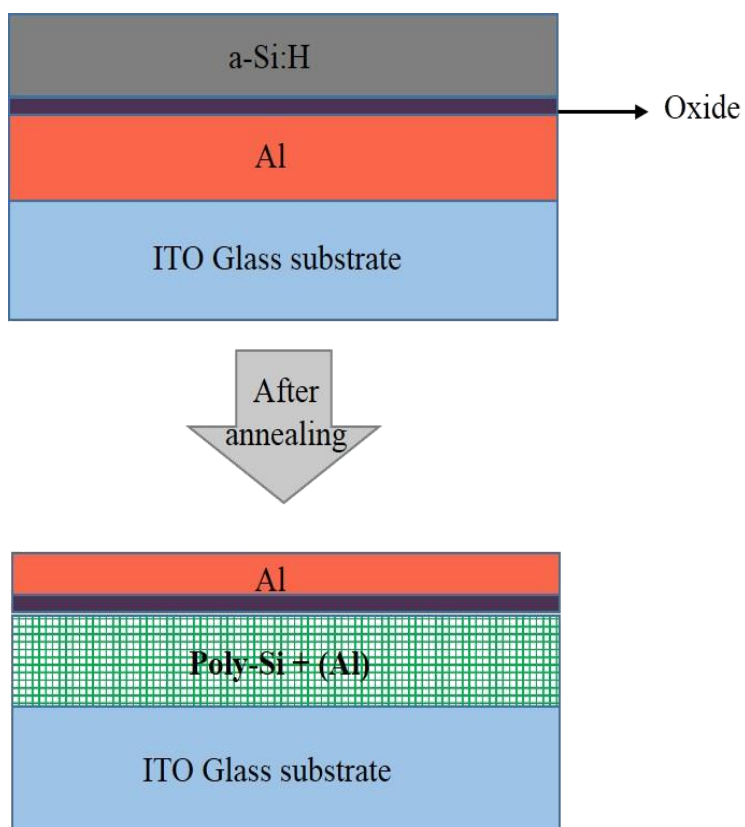 a-Si:H
Oxide
Al
ITO Glass substrate
After
annealing
Al
Poly-Si + (Al)
ITO Glass substrate